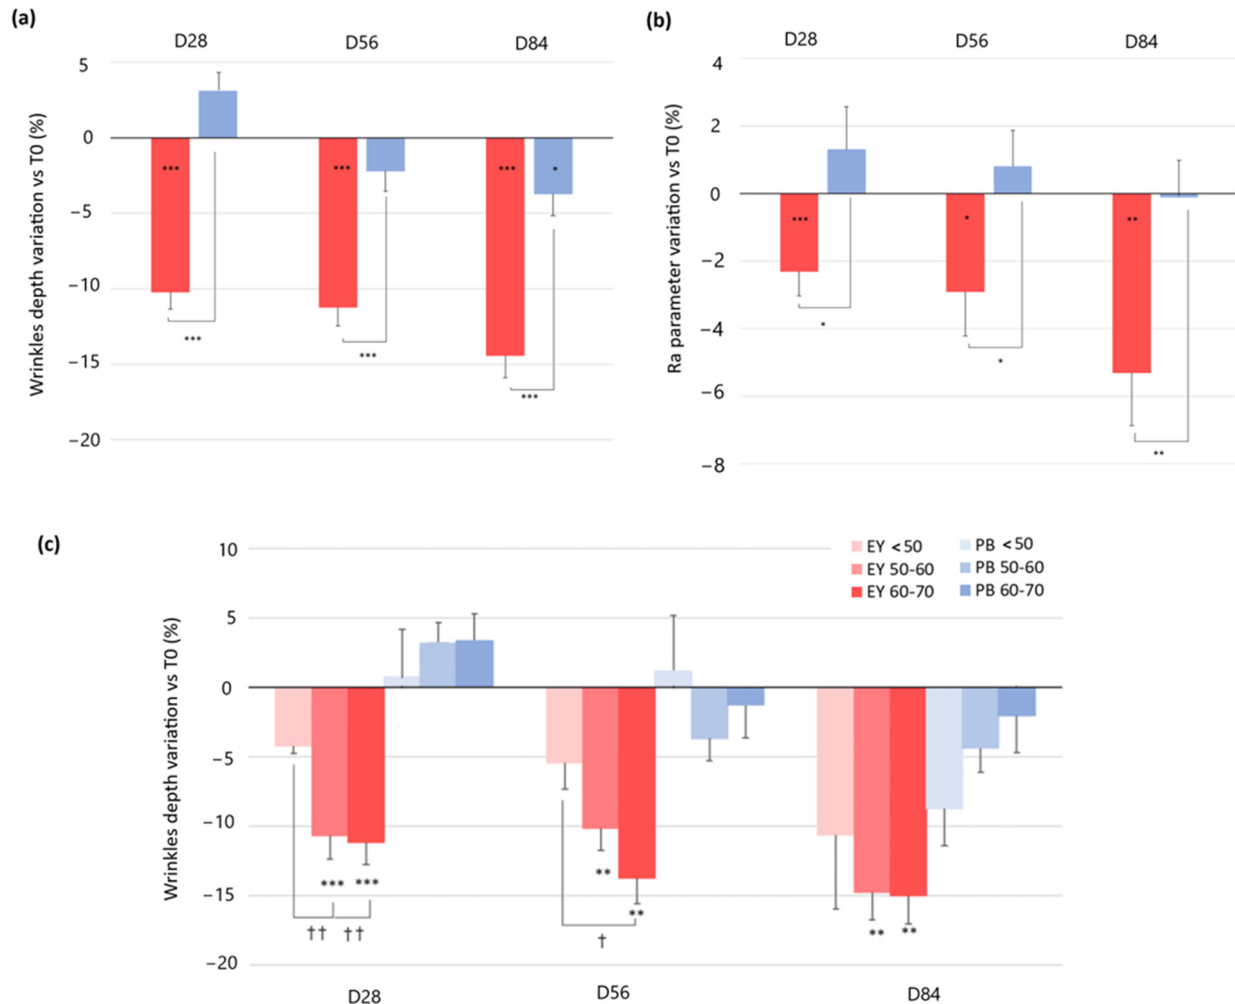 (a)
D28 D56 D84
5
0
−5
−10
−15
−20
Wrinkles depth variation vs T0 (%)
*** *** *** *
*** *** ***
(b)
D28 D56 D84
4
2
0
−2
−4
−6
−8
Ra parameter variation vs T0 (%)
*** * **
* * **
(c)
EY <50 PB <50
EY 50-60 PB 50-60
EY 60-70 PB 60-70
10
5
0
−5
−10
−15
−20
Wrinkles depth variation vs T0 (%)
*** *** ** ** ** **
†† †† †
D28 D56 D84